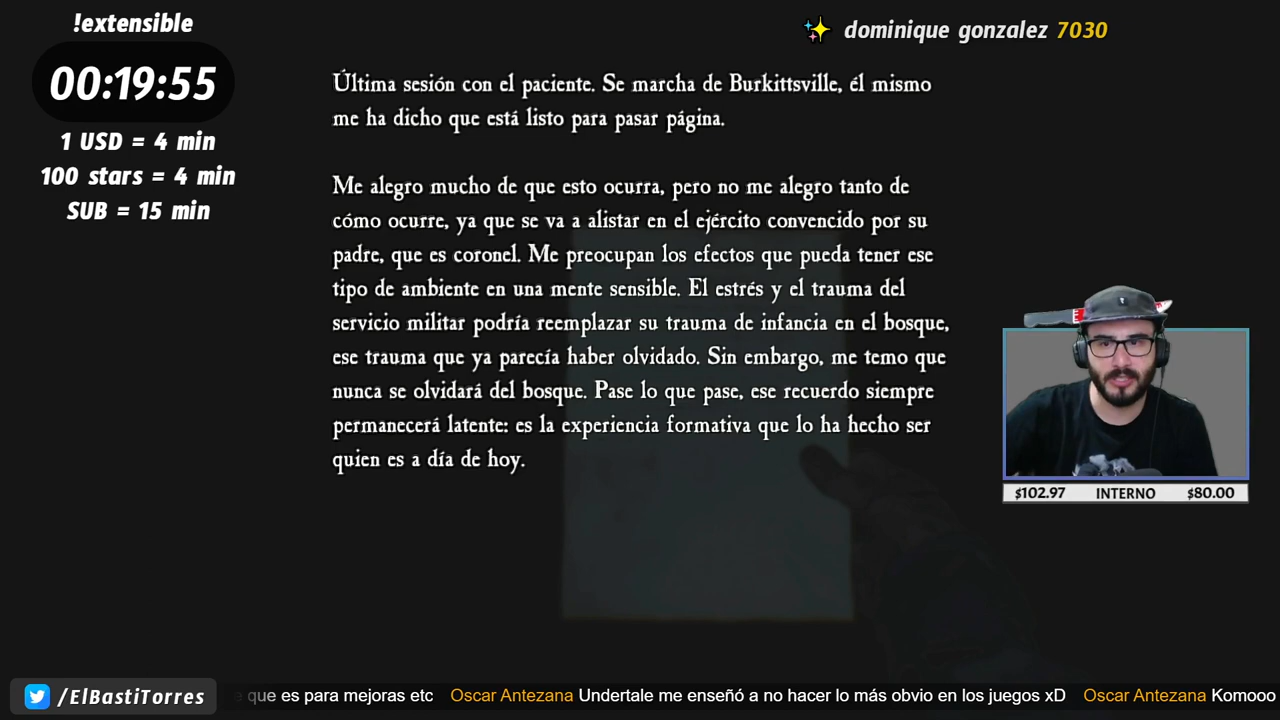 !extensible
00:19:55
1 USD = 4 min
100 stars = 4 min
SUB = 15 min
dominique gonzalez 7030
Última sesión con el paciente. Se marcha de Burkittsville, él mismo
me ha dicho que está listo para pasar página.
Me alegro mucho de que esto ocurra, pero no me alegro tanto de
cómo ocurre, ya que se va a alistar en el ejército convencido por su
padre, que es coronel. Me preocupan los efectos que pueda tener ese
tipo de ambiente en una mente sensible. El estrés y el trauma del
servicio militar podría reemplazar su trauma de infancia en el bosque,
ese trauma que ya parecía haber olvidado. Sin embargo, me temo que
nunca se olvidará del bosque. Pase lo que pase, ese recuerdo siempre
permanecerá latente: es la experiencia formativa que lo ha hecho ser
quien es a día de hoy.
$102.97 INTERNO $80.00
/ElBastiTorres
que es para mejoras etc Oscar Antezana Undertale me enseñó a no hacer lo más obvio en los juegos xD Oscar Antezana Komooo